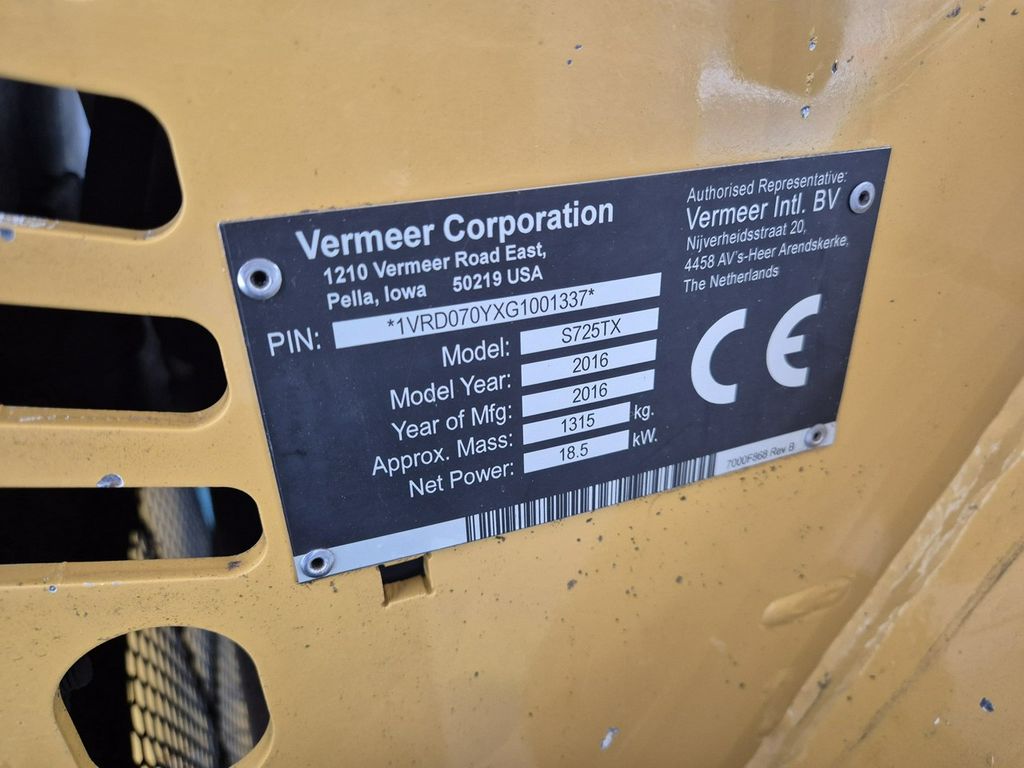 Vermeer Corporation
1210 Vermeer Road East,
Pella, Iowa 50219 USA
Authorised Representative:
Vermeer Intl. BV
Nijverheidsstraat 20,
4458 AV's-Heer Arendskerke,
The Netherlands
PIN: *1VRD070YXG1001337*
Model: S725TX
Model Year: 2016
Year of Mfg: 2016
Approx. Mass: 1315 kg.
Net Power: 18.5 kW.
CE
7000F868 Rev B